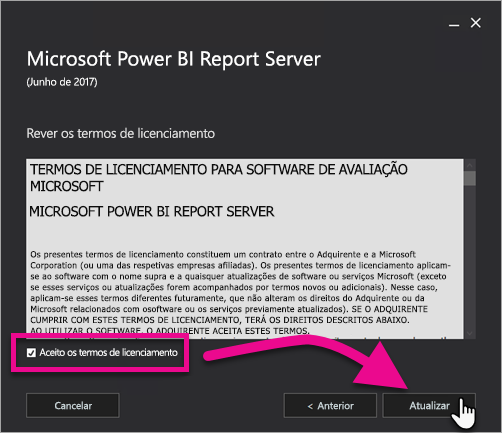 Microsoft Power BI Report Server
(Junho de 2017)
Rever os termos de licenciamento
TERMOS DE LICENCIAMENTO PARA SOFTWARE DE AVALIAÇÃO
MICROSOFT
MICROSOFT POWER BI REPORT SERVER
Os presentes termos de licenciamento constituem um contrato entre o Adquirente e a Microsoft
Corporation (ou uma das respetivas empresas afiliadas). Os presentes termos de licenciamento aplicam-
se ao software com o nome supra e a quaisquer atualizações de software ou serviços Microsoft (exceto
se esses serviços ou atualizações forem acompanhados por termos novos ou adicionais). Nesse caso,
aplicam-se esses termos diferentes futuramente, que não alteram os direitos do Adquirente ou da
Microsoft relacionados com osoftware ou os serviços previamente atualizados). SE O ADQUIRENTE
CUMPRIR COM ESTES TERMOS DE LICENCIAMENTO, TERÁ OS DIREITOS DESCRITOS ABAIXO.
AO UTILIZAR O SOFTWARE, O ADQUIRENTE ACEITA ESTES TERMOS.
Aceito os termos de licenciamento
Cancelar
< Anterior
Atualizar